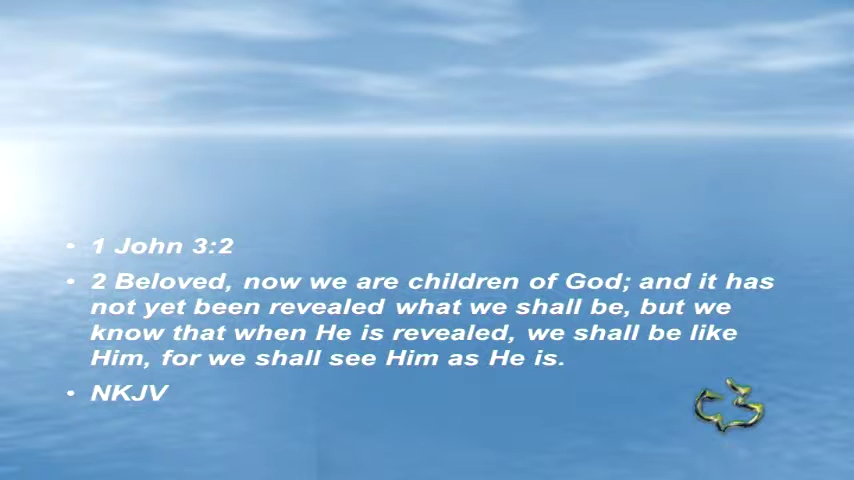 • 1 John 3:2
• 2 Beloved, now we are children of God; and it has
not yet been revealed what we shall be, but we
know that when He is revealed, we shall be like
Him, for we shall see Him as He is.
• NKJV